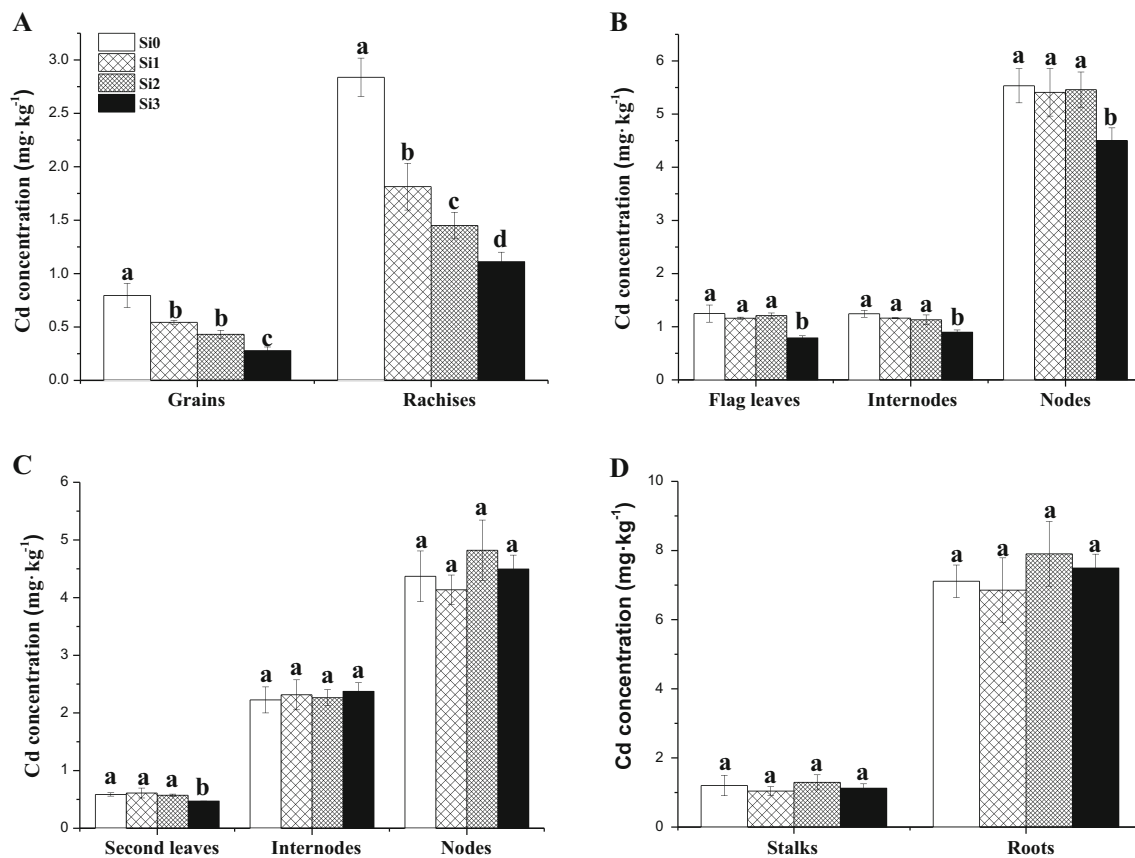 A
Si0
Si1
Si2
Si3
Cd concentration (mg·kg⁻¹)
3.0
2.5
2.0
1.5
1.0
0.5
0.0
a
b
b
c
a
b
c
d
Grains
Rachises
B
Cd concentration (mg·kg⁻¹)
6
5
4
3
2
1
0
a a a b
a a a b
a a a b
Flag leaves
Internodes
Nodes
C
Cd concentration (mg·kg⁻¹)
6
5
4
3
2
1
0
a a a b
a a a a
a a a a
Second leaves
Internodes
Nodes
D
Cd concentration (mg·kg⁻¹)
10
8
6
4
2
0
a a a a
a a a a
Stalks
Roots